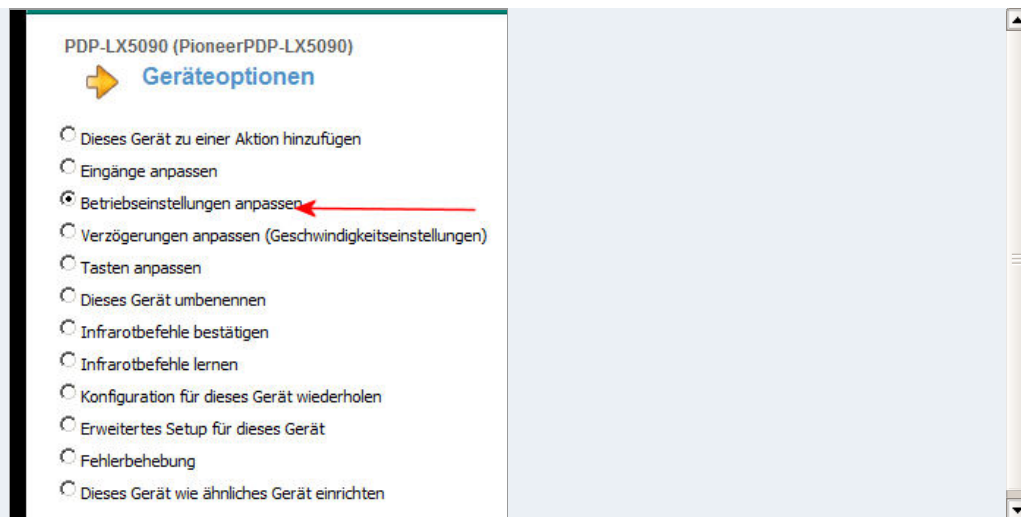 PDP-LX5090 (PioneerPDP-LX5090)
Geräteoptionen
Dieses Gerät zu einer Aktion hinzufügen
Eingänge anpassen
Betriebseinstellungen anpassen
Verzögerungen anpassen (Geschwindigkeitseinstellungen)
Tasten anpassen
Dieses Gerät umbenennen
Infrarotbefehle bestätigen
Infrarotbefehle lernen
Konfiguration für dieses Gerät wiederholen
Erweitertes Setup für dieses Gerät
Fehlerbehebung
Dieses Gerät wie ähnliches Gerät einrichten